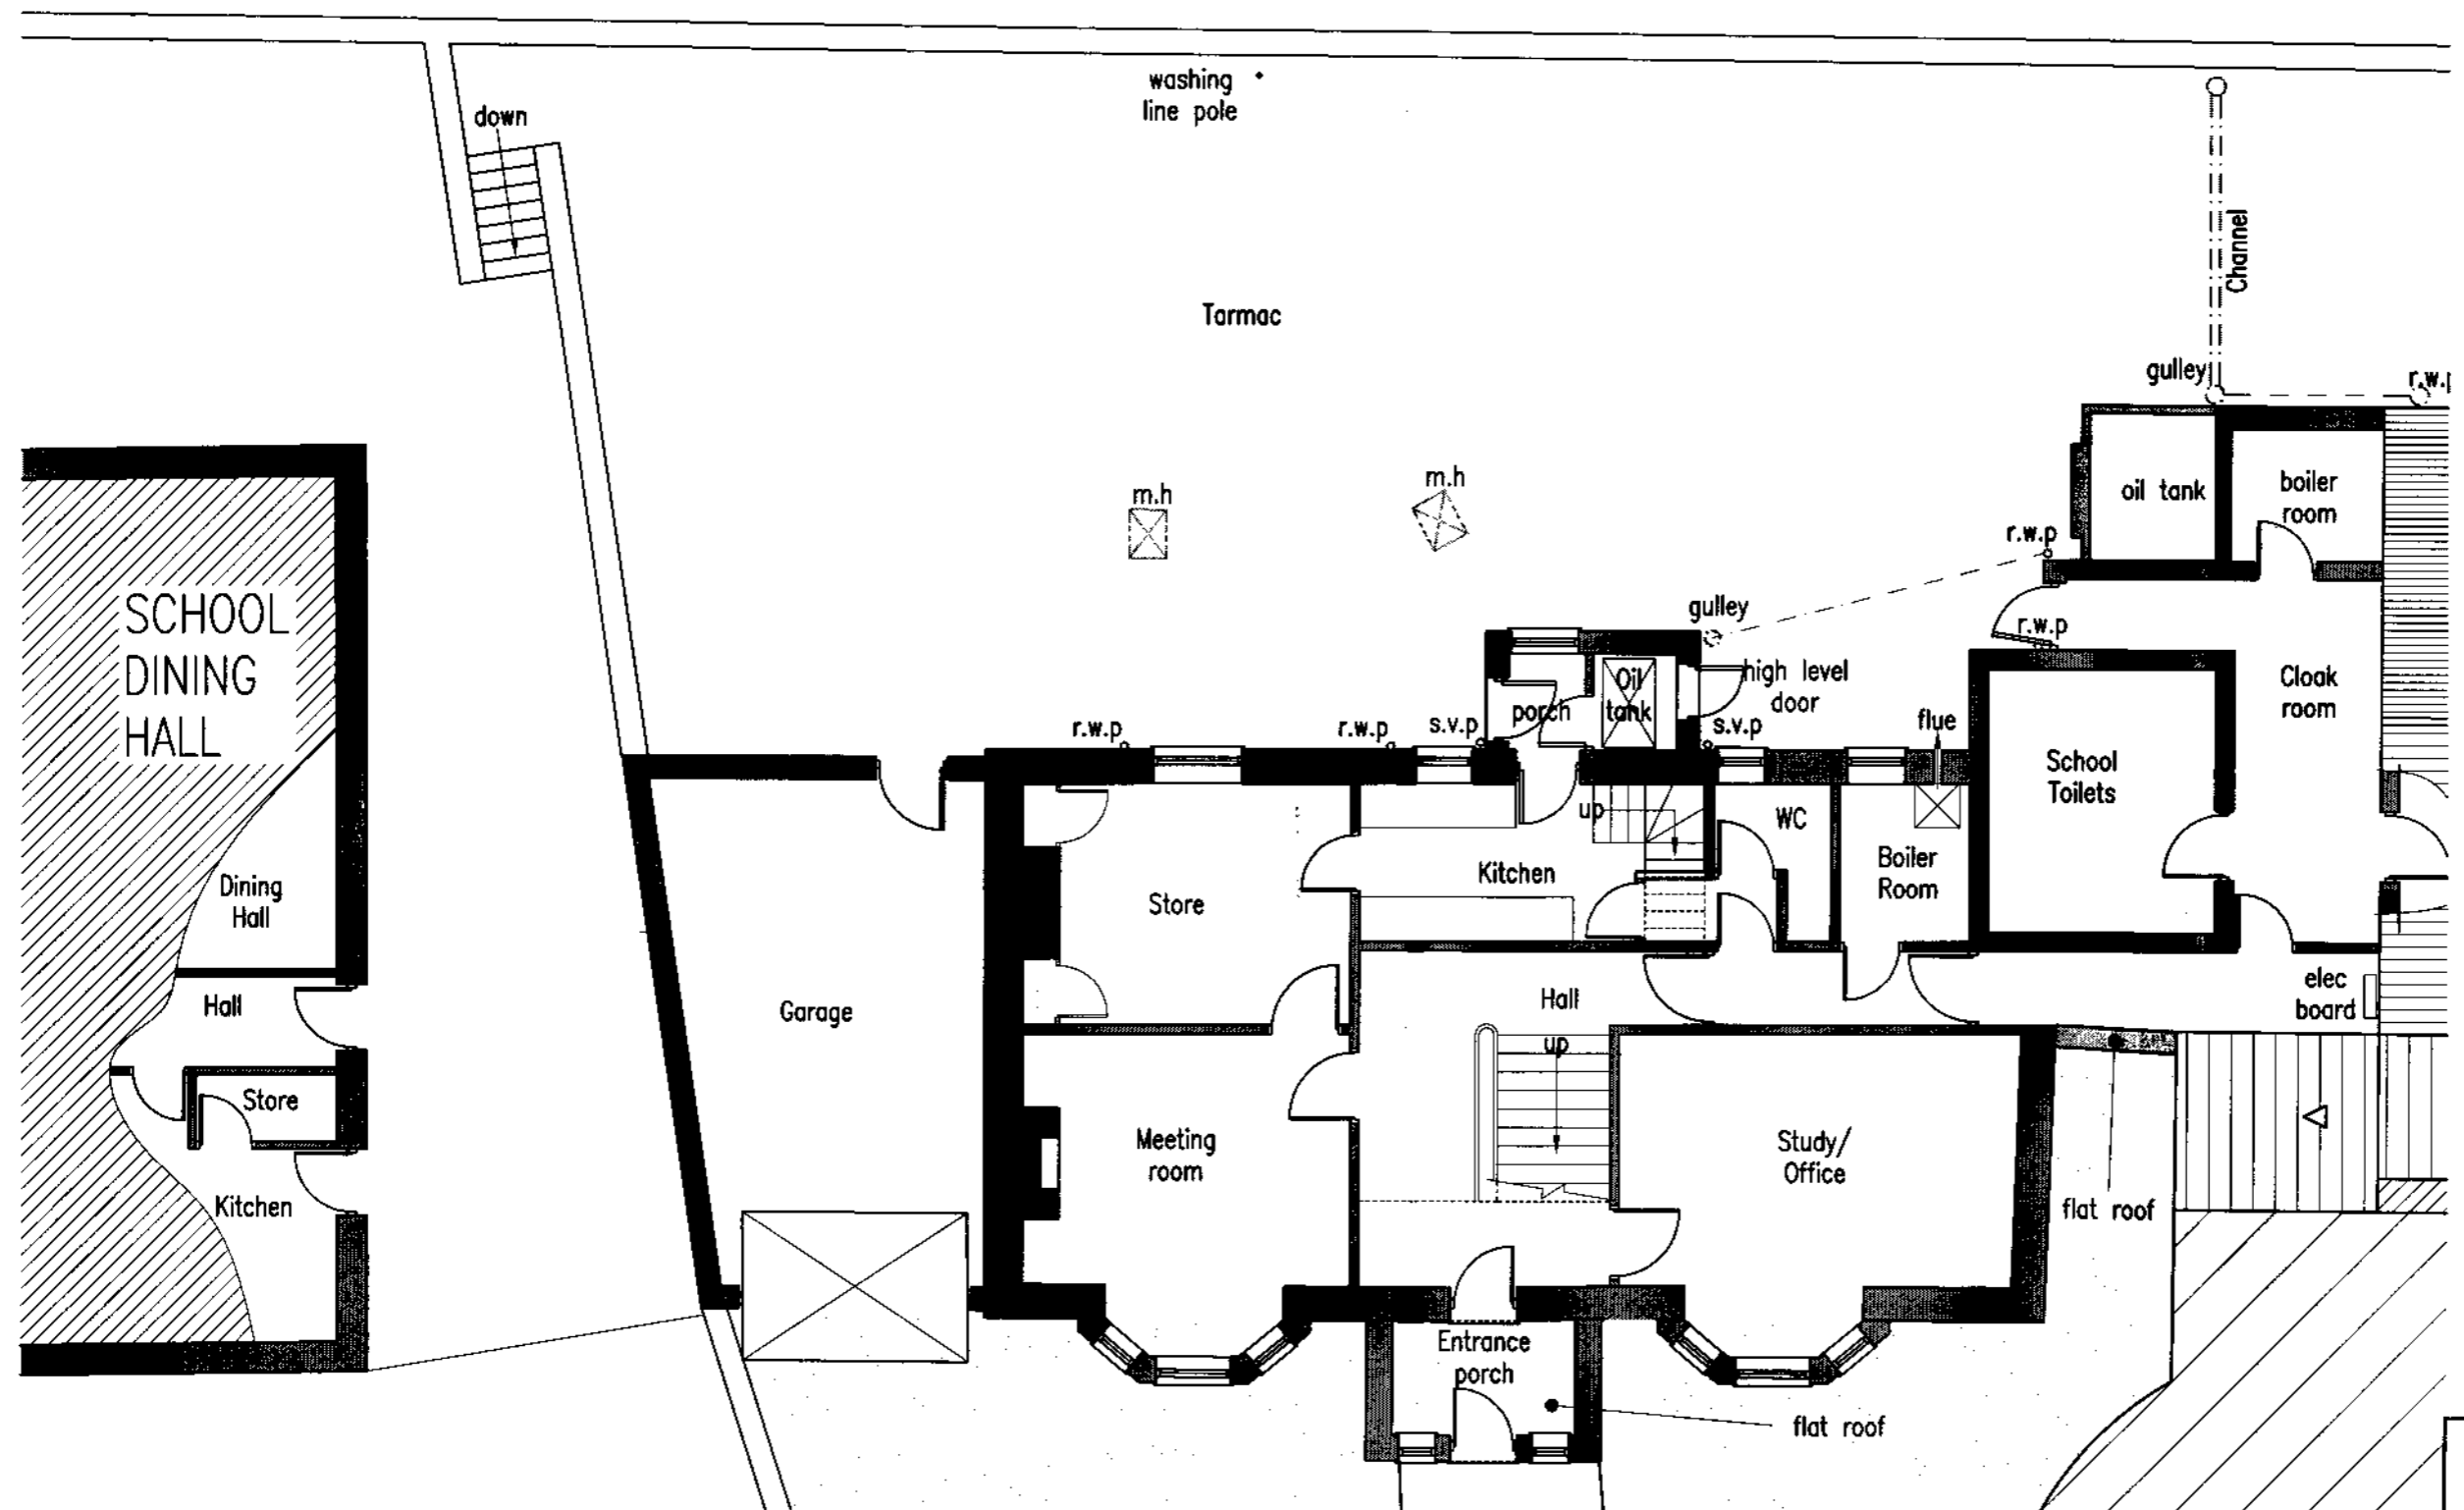 washing
line pole
down
Channel
Tarmac
gulley
r.w.p
m.h
m.h
oil tank
boiler
room
r.w.p
SCHOOL
DINING
HALL
gulley
r.w.p
high level
door
Oil
tank
porch
Cloak
room
r.w.p
r.w.p
s.v.p
s.v.p
flue
School
Toilets
up
WC
Kitchen
Boiler
Room
Dining
Hall
Store
Hall
Garage
Hall
elec
board
up
Store
Meeting
room
Study/
Office
Kitchen
flat roof
Entrance
porch
flat roof